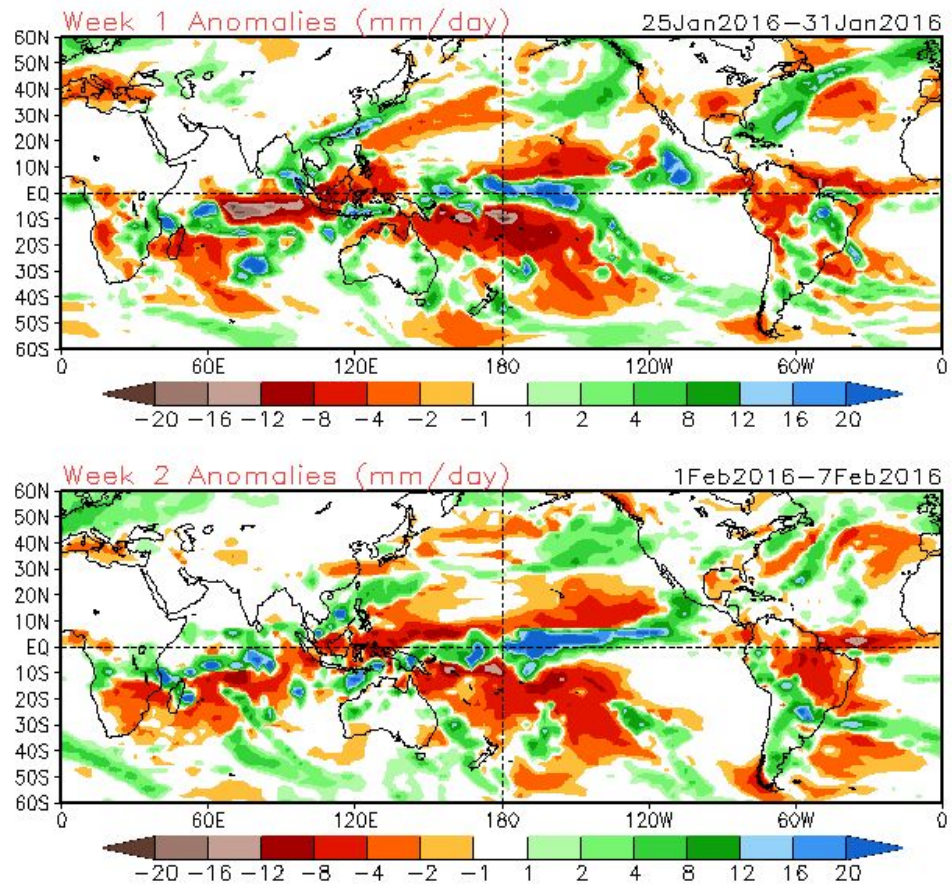 Week 1 Anomalies (mm/day) 25Jan2016−31Jan2016
60N
50N
40N
30N
20N
10N
EQ
10S
20S
30S
40S
50S
60S
0 60E 120E 180 120W 60W 0
−20 −16 −12 −8 −4 −2 −1 1 2 4 8 12 16 20
Week 2 Anomalies (mm/day) 1Feb2016−7Feb2016
60N
50N
40N
30N
20N
10N
EQ
10S
20S
30S
40S
50S
60S
0 60E 120E 180 120W 60W 0
−20 −16 −12 −8 −4 −2 −1 1 2 4 8 12 16 20